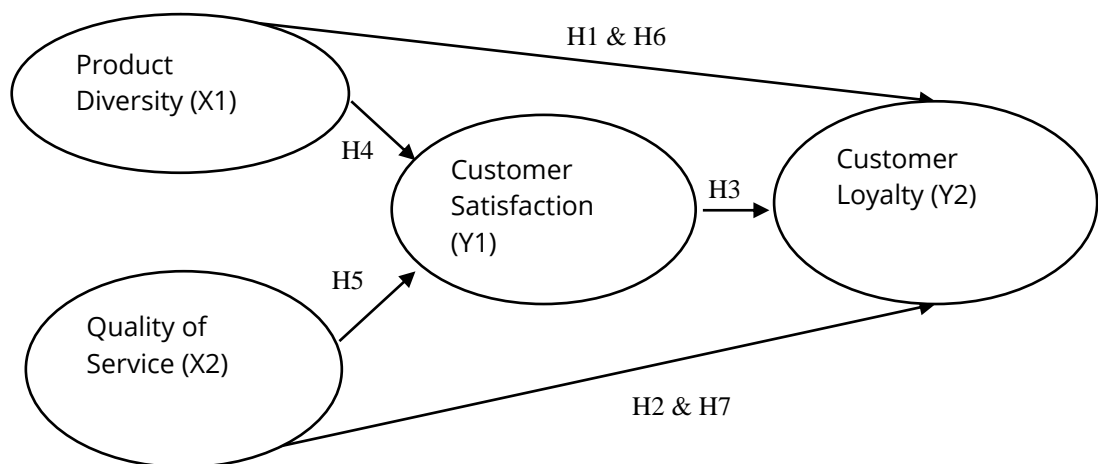 H1 & H6
Product
Diversity (X1)
H4
Customer
Satisfaction
(Y1)
H3
Customer
Loyalty (Y2)
H5
Quality of
Service (X2)
H2 & H7